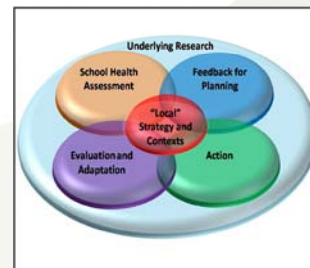 Underlying Research
School Health
Assessment
Feedback for
Planning
"Local"
Strategy and
Contexts
Evaluation and
Adaptation
Action